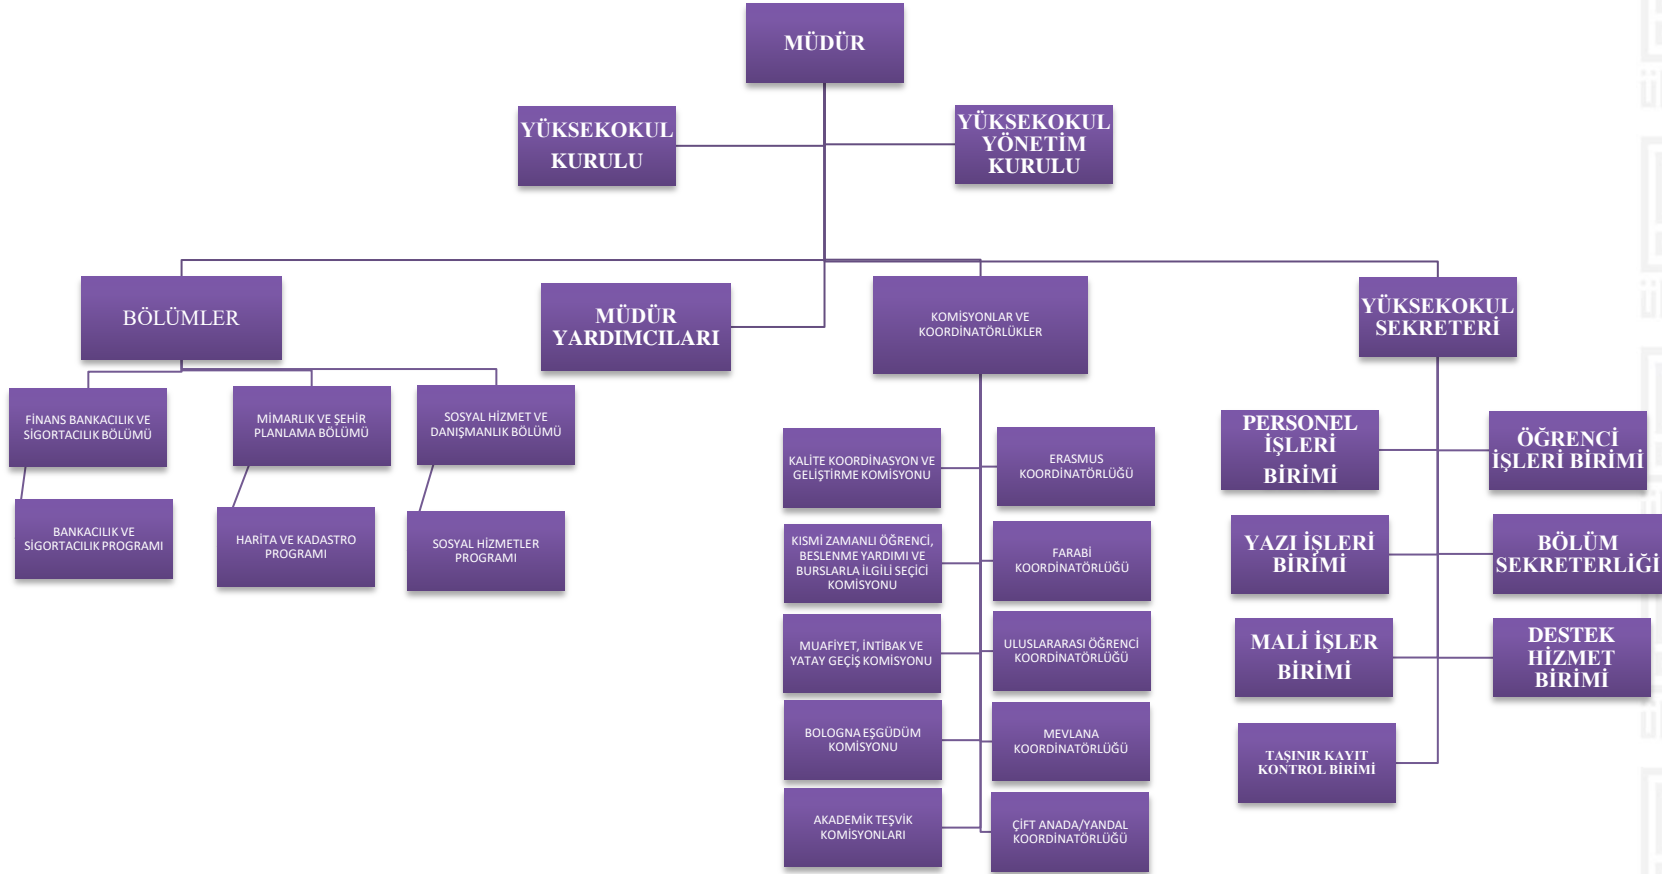 MÜDÜR
YÜKSEKOKUL
KURULU
YÜKSEKOKUL
YÖNETİM
KURULU
BÖLÜMLER
MÜDÜR
YARDIMCILARI
KOMİSYONLAR VE
KOORDİNATÖRLÜKLER
YÜKSEKOKUL
SEKRETERİ
FİNANS BANKACILIK VE
SİGORTACILIK BÖLÜMÜ
MİMARLIK VE ŞEHİR
PLANLAMA BÖLÜMÜ
SOSYAL HİZMET VE
DANIŞMANLIK BÖLÜMÜ
BANKACILIK VE
SİGORTACILIK PROGRAMI
HARİTA VE KADASTRO
PROGRAMI
SOSYAL HİZMETLER
PROGRAMI
KALİTE KOORDİNASYON VE
GELİŞTİRME KOMİSYONU
ERASMUS
KOORDİNATÖRLÜĞÜ
KISMİ ZAMANLI ÖĞRENCİ,
BESLENME YARDIMI VE
BURSLARLA İLGİLİ SEÇİCİ
KOMİSYONU
FARABİ
KOORDİNATÖRLÜĞÜ
MUAFİYET, İNTİBAK VE
YATAY GEÇİŞ KOMİSYONU
ULUSLARARASI ÖĞRENCİ
KOORDİNATÖRLÜĞÜ
BOLOGNA EŞGÜDÜM
KOMİSYONU
MEVLANA
KOORDİNATÖRLÜĞÜ
AKADEMİK TEŞVİK
KOMİSYONLARI
ÇİFT ANADA/YANDAL
KOORDİNATÖRLÜĞÜ
PERSONEL
İŞLERİ
BİRİMİ
ÖĞRENCİ
İŞLERİ BİRİMİ
YAZI İŞLERİ
BİRİMİ
BÖLÜM
SEKRETERLİĞİ
MALİ İŞLER
BİRİMİ
DESTEK
HİZMET
BİRİMİ
TAŞINIR KAYIT
KONTROL BİRİMİ